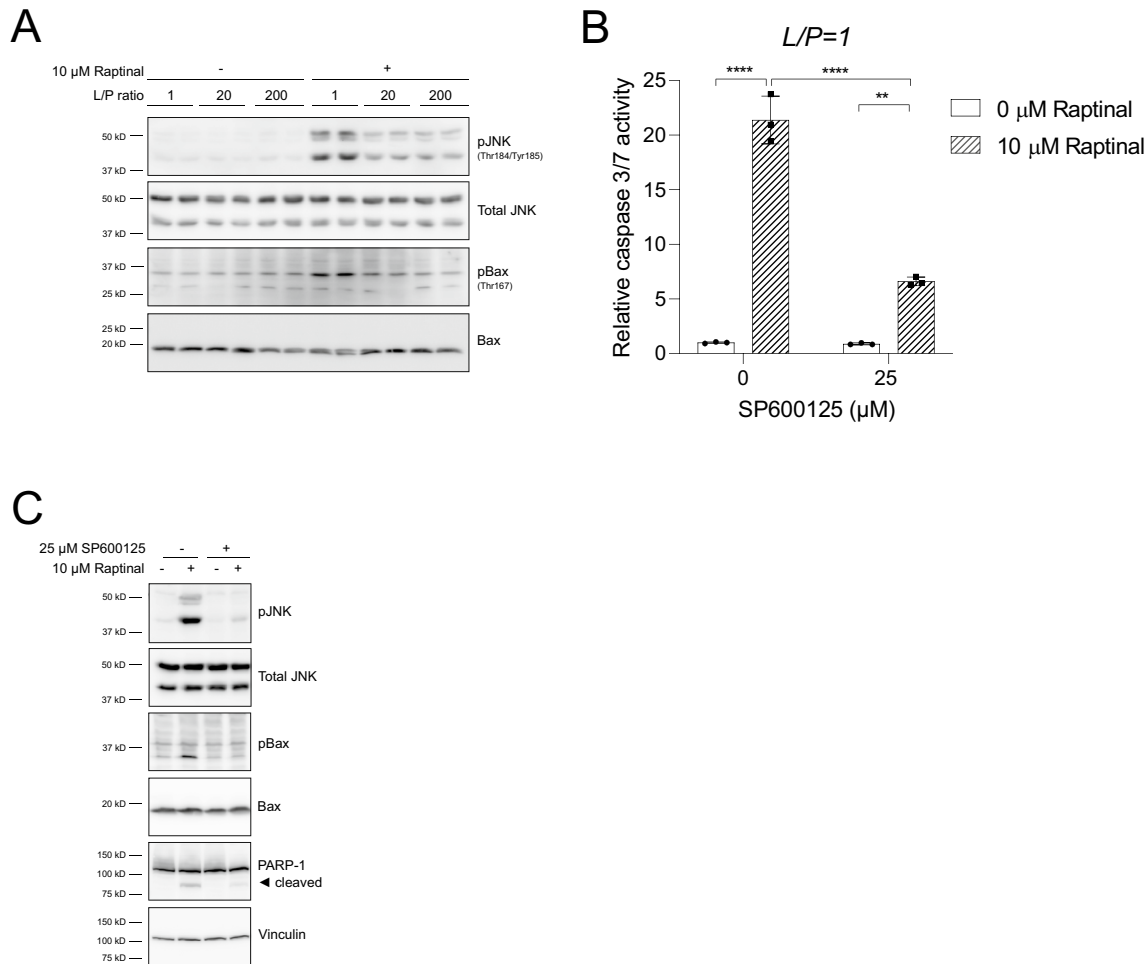 A
10 µM Raptinal - +
L/P ratio 1 20 200 1 20 200
50 kD
37 kD
pJNK
(Thr184/Tyr185)
50 kD
37 kD
Total JNK
37 kD
25 kD
pBax
(Thr167)
25 kD
20 kD
Bax
B
L/P=1
Relative caspase 3/7 activity
25
20
15
10
5
0
**** ****
**
0 25
SP600125 (µM)
0 µM Raptinal
10 µM Raptinal
C
25 µM SP600125 - +
10 µM Raptinal - + - +
50 kD
37 kD
pJNK
50 kD
37 kD
Total JNK
37 kD
pBax
20 kD
Bax
150 kD
100 kD
75 kD
PARP-1
◄ cleaved
150 kD
100 kD
75 kD
Vinculin